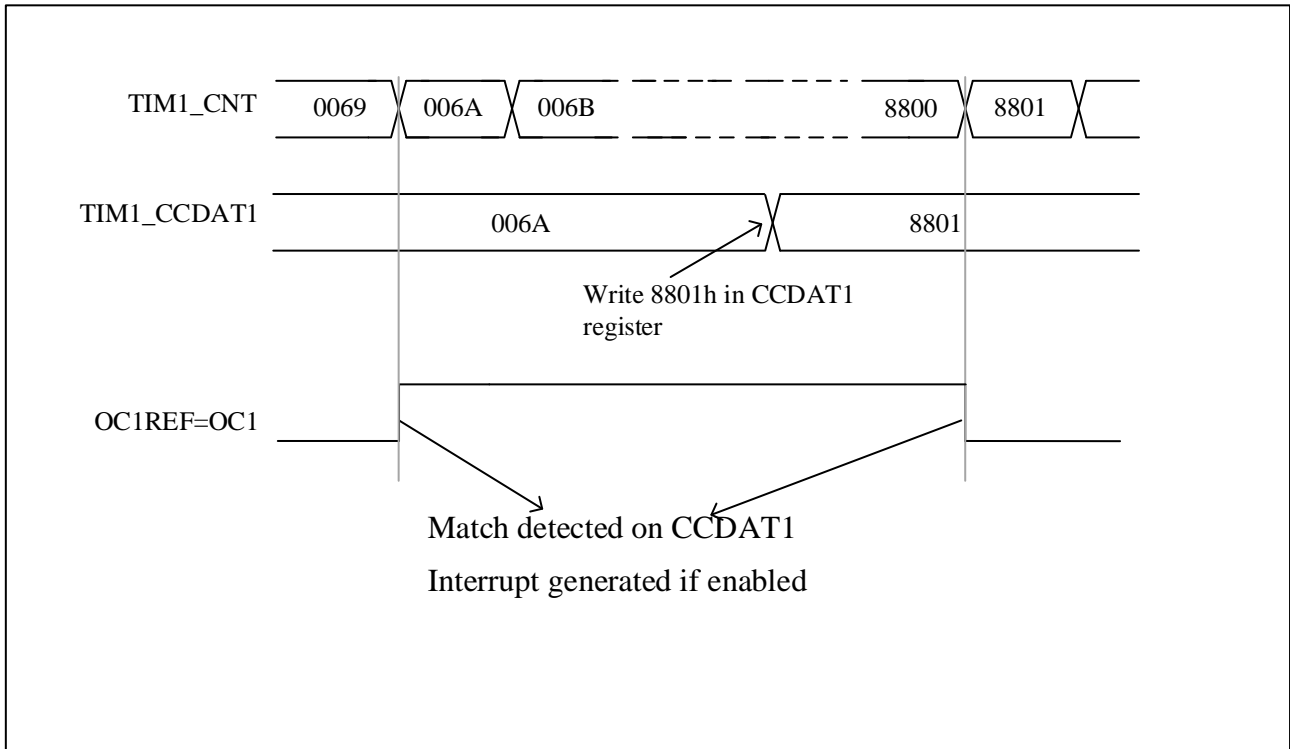 TIM1_CNT 0069 006A 006B 8800 8801
TIM1_CCDAT1 006A 8801
Write 8801h in CCDAT1
register
OC1REF=OC1
Match detected on CCDAT1
Interrupt generated if enabled